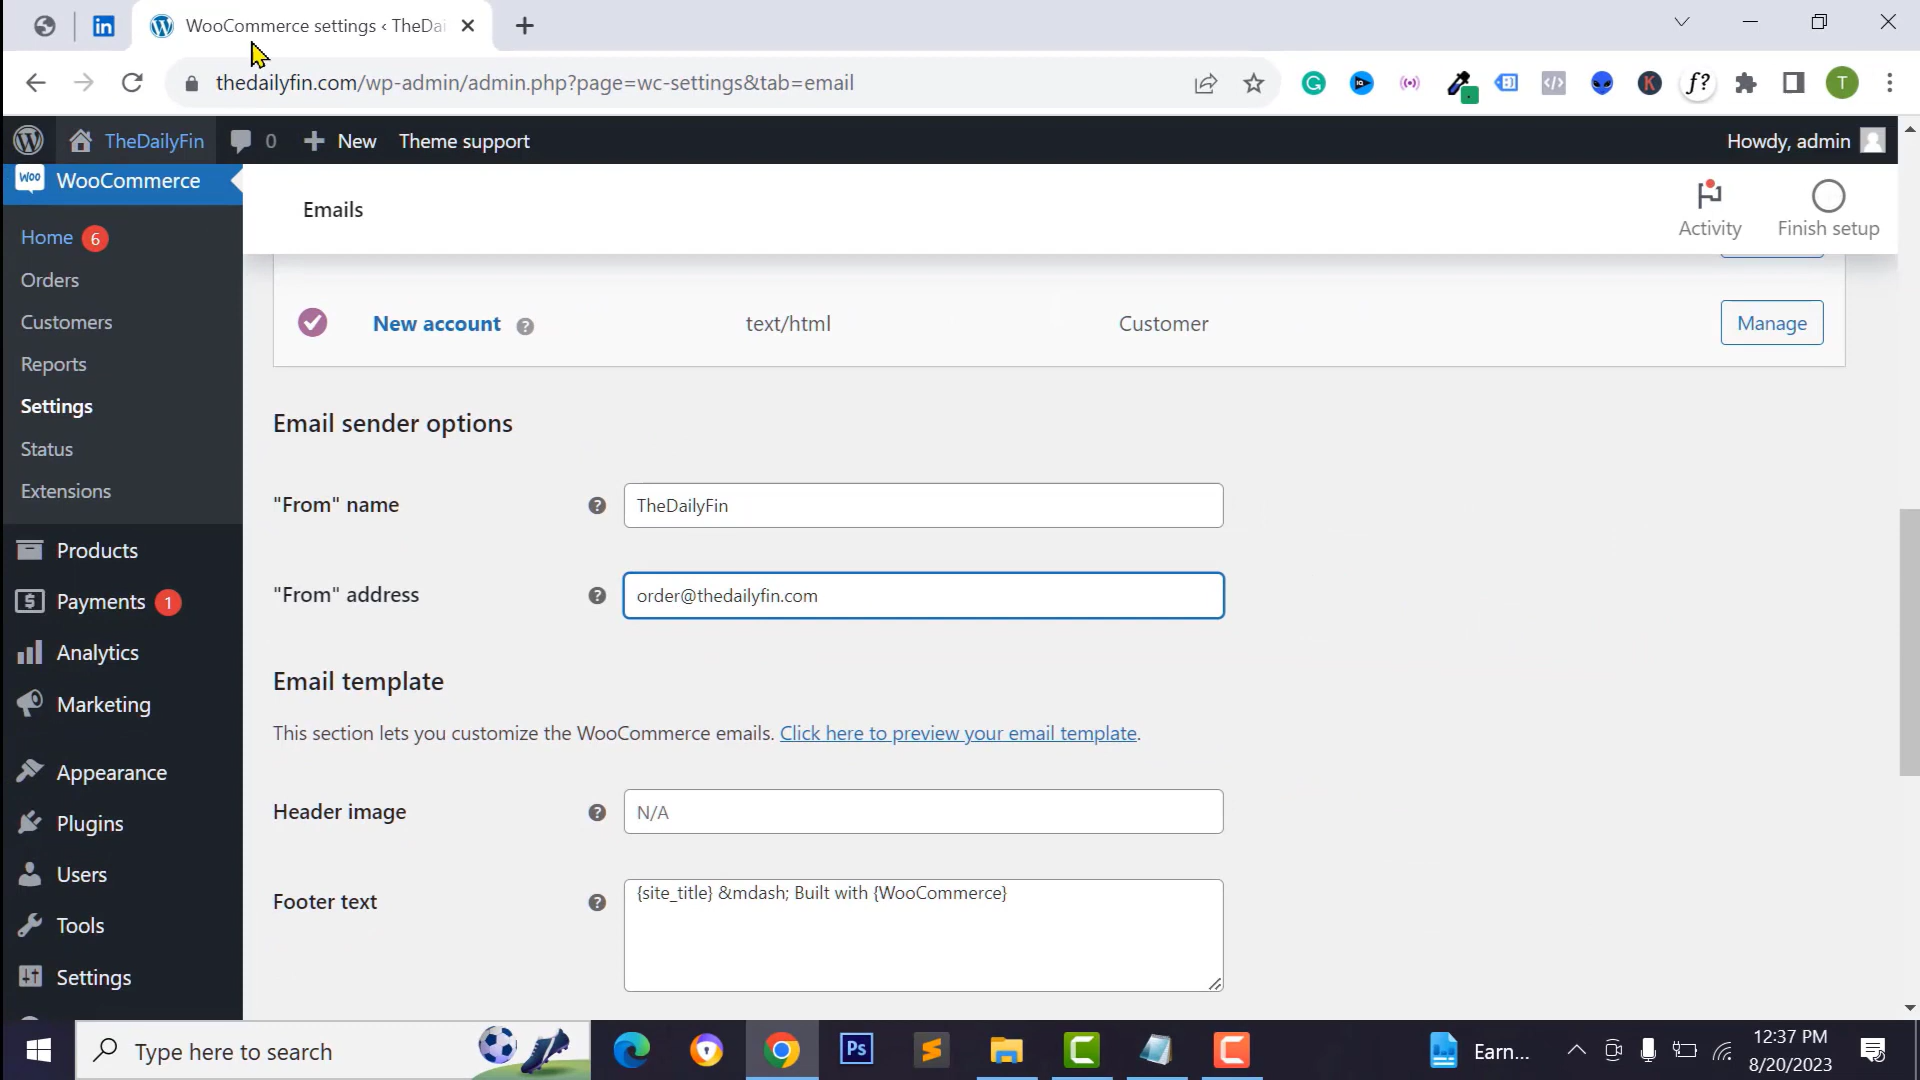 in
WooCommerce settings ‹ TheDai
thedailyfin.com/wp-admin/admin.php?page=wc-settings&tab=email
K
f?
T
TheDailyFin
0
New
Theme support
Howdy, admin
WOO
WooCommerce
Emails
Activity
Finish setup
Home 6
Orders
Customers
Reports
Settings
Status
Extensions
Products
Payments 1
Analytics
Marketing
Appearance
Plugins
Users
Tools
Settings
New account
text/html
Customer
Manage
Email sender options
"From" name
TheDailyFin
"From" address
order@thedailyfin.com
Email template
This section lets you customize the WooCommerce emails. Click here to preview your email template.
Header image
N/A
Footer text
{site_title} &mdash; Built with {WooCommerce}
Type here to search
Ps
Earn...
12:37 PM
8/20/2023